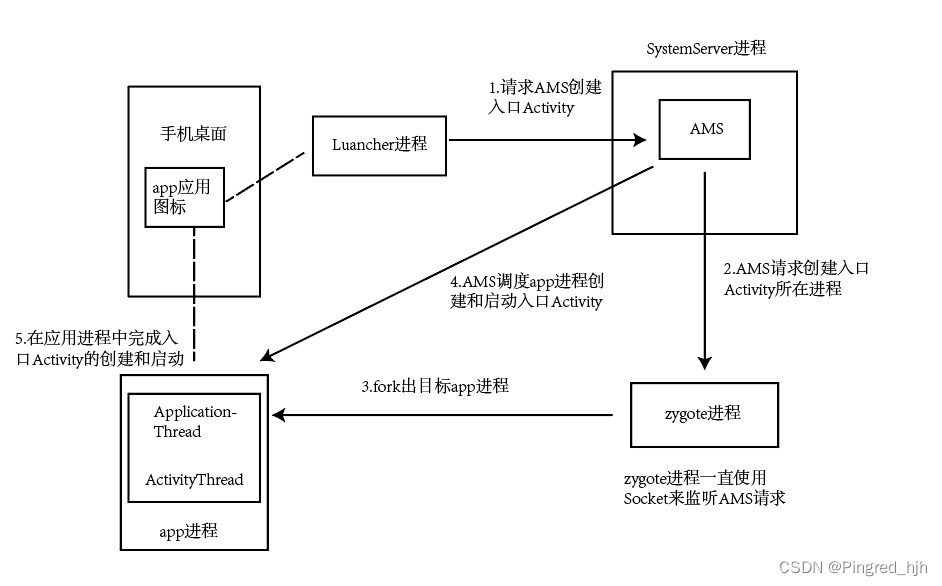 SystemServer进程
1.请求AMS创建
入口Activity
AMS
手机桌面
Luancher进程
app应用
图标
2.AMS请求创建入口
Activity所在进程
4.AMS调度app进程创
建和启动入口Activity
5.在应用进程中完成入
口Activity的创建和启动
3.fork出目标app进程
Application-
Thread
ActivityThread
app进程
zygote进程
zygote进程一直使用
Socket来监听AMS请求
CSDN @Pingred_hjh